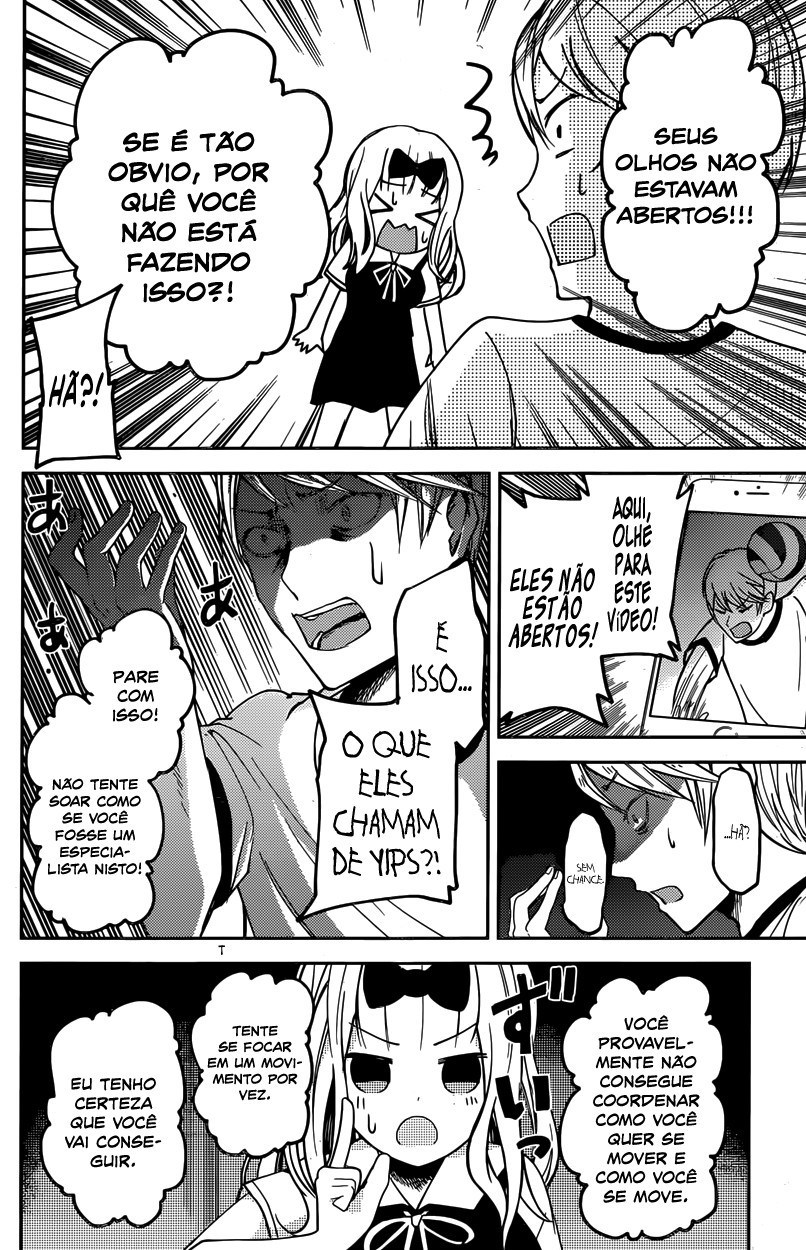 SEUS
OLHOS NÃO
ESTAVAM
ABERTOS!!!
SE É TÃO
OBVIO, POR
QUÊ VOCÊ
NÃO ESTÁ
FAZENDO
ISSO?!
HÃ?!
AQUI,
OLHE
PARA
ESTE
VÍDEO!
ELES NÃO
ESTÃO
ABERTOS!
...HÃ?
SEM
CHANCE.
É
ISSO...
O QUE
ELES
CHAMAM
DE YIPS?!
あ
あ
あ
PARE
COM
ISSO!
NÃO TENTE
SOAR COMO
SE VOCÊ
FOSSE UM
ESPECIA-
LISTA NISTO!
T
VOCÊ
PROVAVEL-
MENTE NÃO
CONSEGUE
COORDENAR
COMO VOCÊ
QUER SE
MOVER E
COMO VOCÊ
SE MOVE.
ずいっ
TENTE
SE FOCAR
EM UM MOVI-
MENTO POR
VEZ.
EU TENHO
CERTEZA
QUE VOCÊ
VAI CONSE-
GUIR.